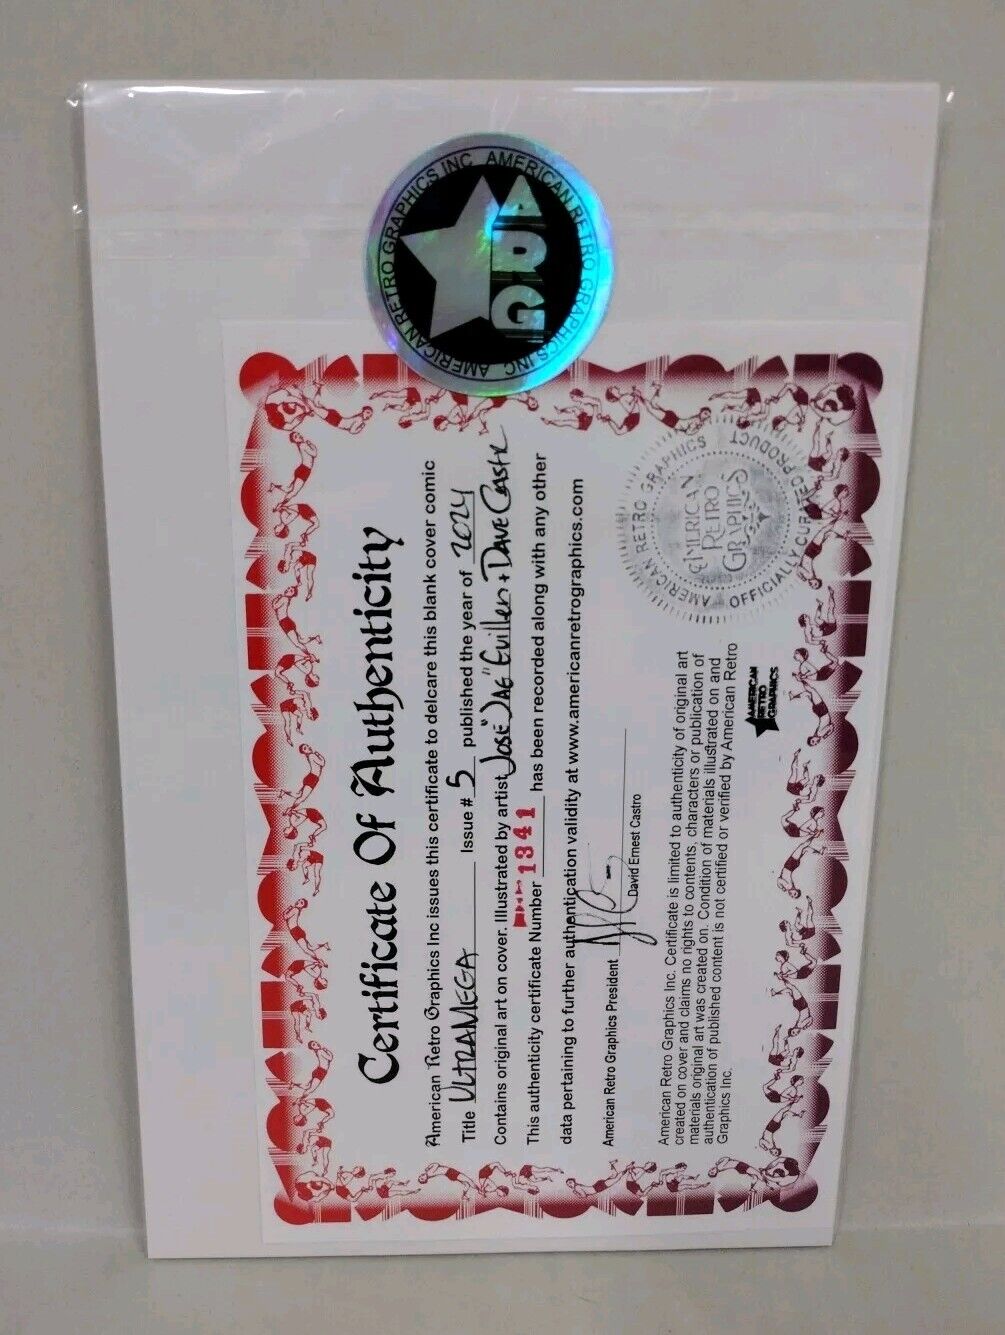 AMERICAN RETRO GRAPHICS INC. AMERICAN RETRO GRAPHICS INC.
ARG
Certificate Of Authenticity
American Retro Graphics Inc issues this certificate to delcare this blank cover comic
Title ULTRAMEGA Issue # 5 published the year of 2024
Contains original art on cover. Illustrated by artist José "JAE" Guillen + DAVE Castr
This authenticity certificate Number 1341 has been recorded along with any other
data pertaining to further authentication validity at www.americanretrographics.com
American Retro Graphics President
David Ernest Castro
American Retro Graphics Inc. Certificate is limited to authenticity of original art
created on cover and claims no rights to contents, characters or publication of
materials original art was created on. Condition of materials illustrated on and
authentication of published content is not certified or verified by American Retro
Graphics Inc.
AMERICAN
RETRO
GRAPHICS
AMERICAN RETRO GRAPHICS
OFFICIALLY CURATED PRODUCT
AMERICAN
RETRO
GRAPHICS